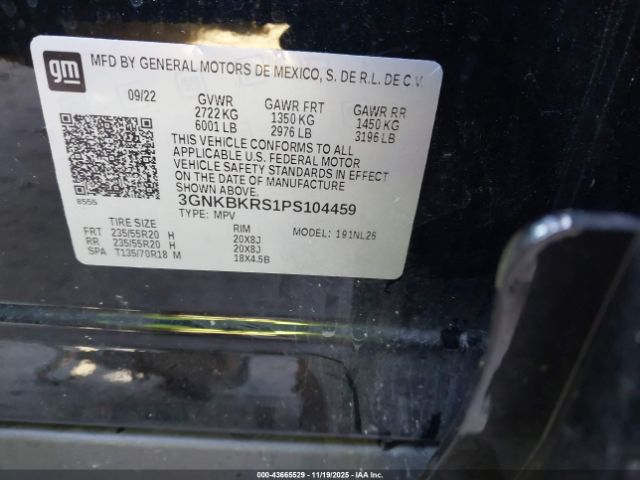 gm
MFD BY GENERAL MOTORS DE MEXICO, S. DE R.L. DE C.V.
09/22 GVWR GAWR FRT GAWR RR
2722 KG 1350 KG 1450 KG
6001 LB 2976 LB 3196 LB
THIS VEHICLE CONFORMS TO ALL
APPLICABLE U.S. FEDERAL MOTOR
VEHICLE SAFETY STANDARDS IN EFFECT
ON THE DATE OF MANUFACTURE
SHOWN ABOVE
8555 3GNKBKRS1PS104459
TYPE: MPV MODEL: 191NL26
TIRE SIZE RIM
FRT 235/55R20 H 20X8J
RR 235/55R20 H 20X8J
SPA T135/70R18 M 18X4.5B
000-43665529 - 11/19/2025 - IAAI.CA